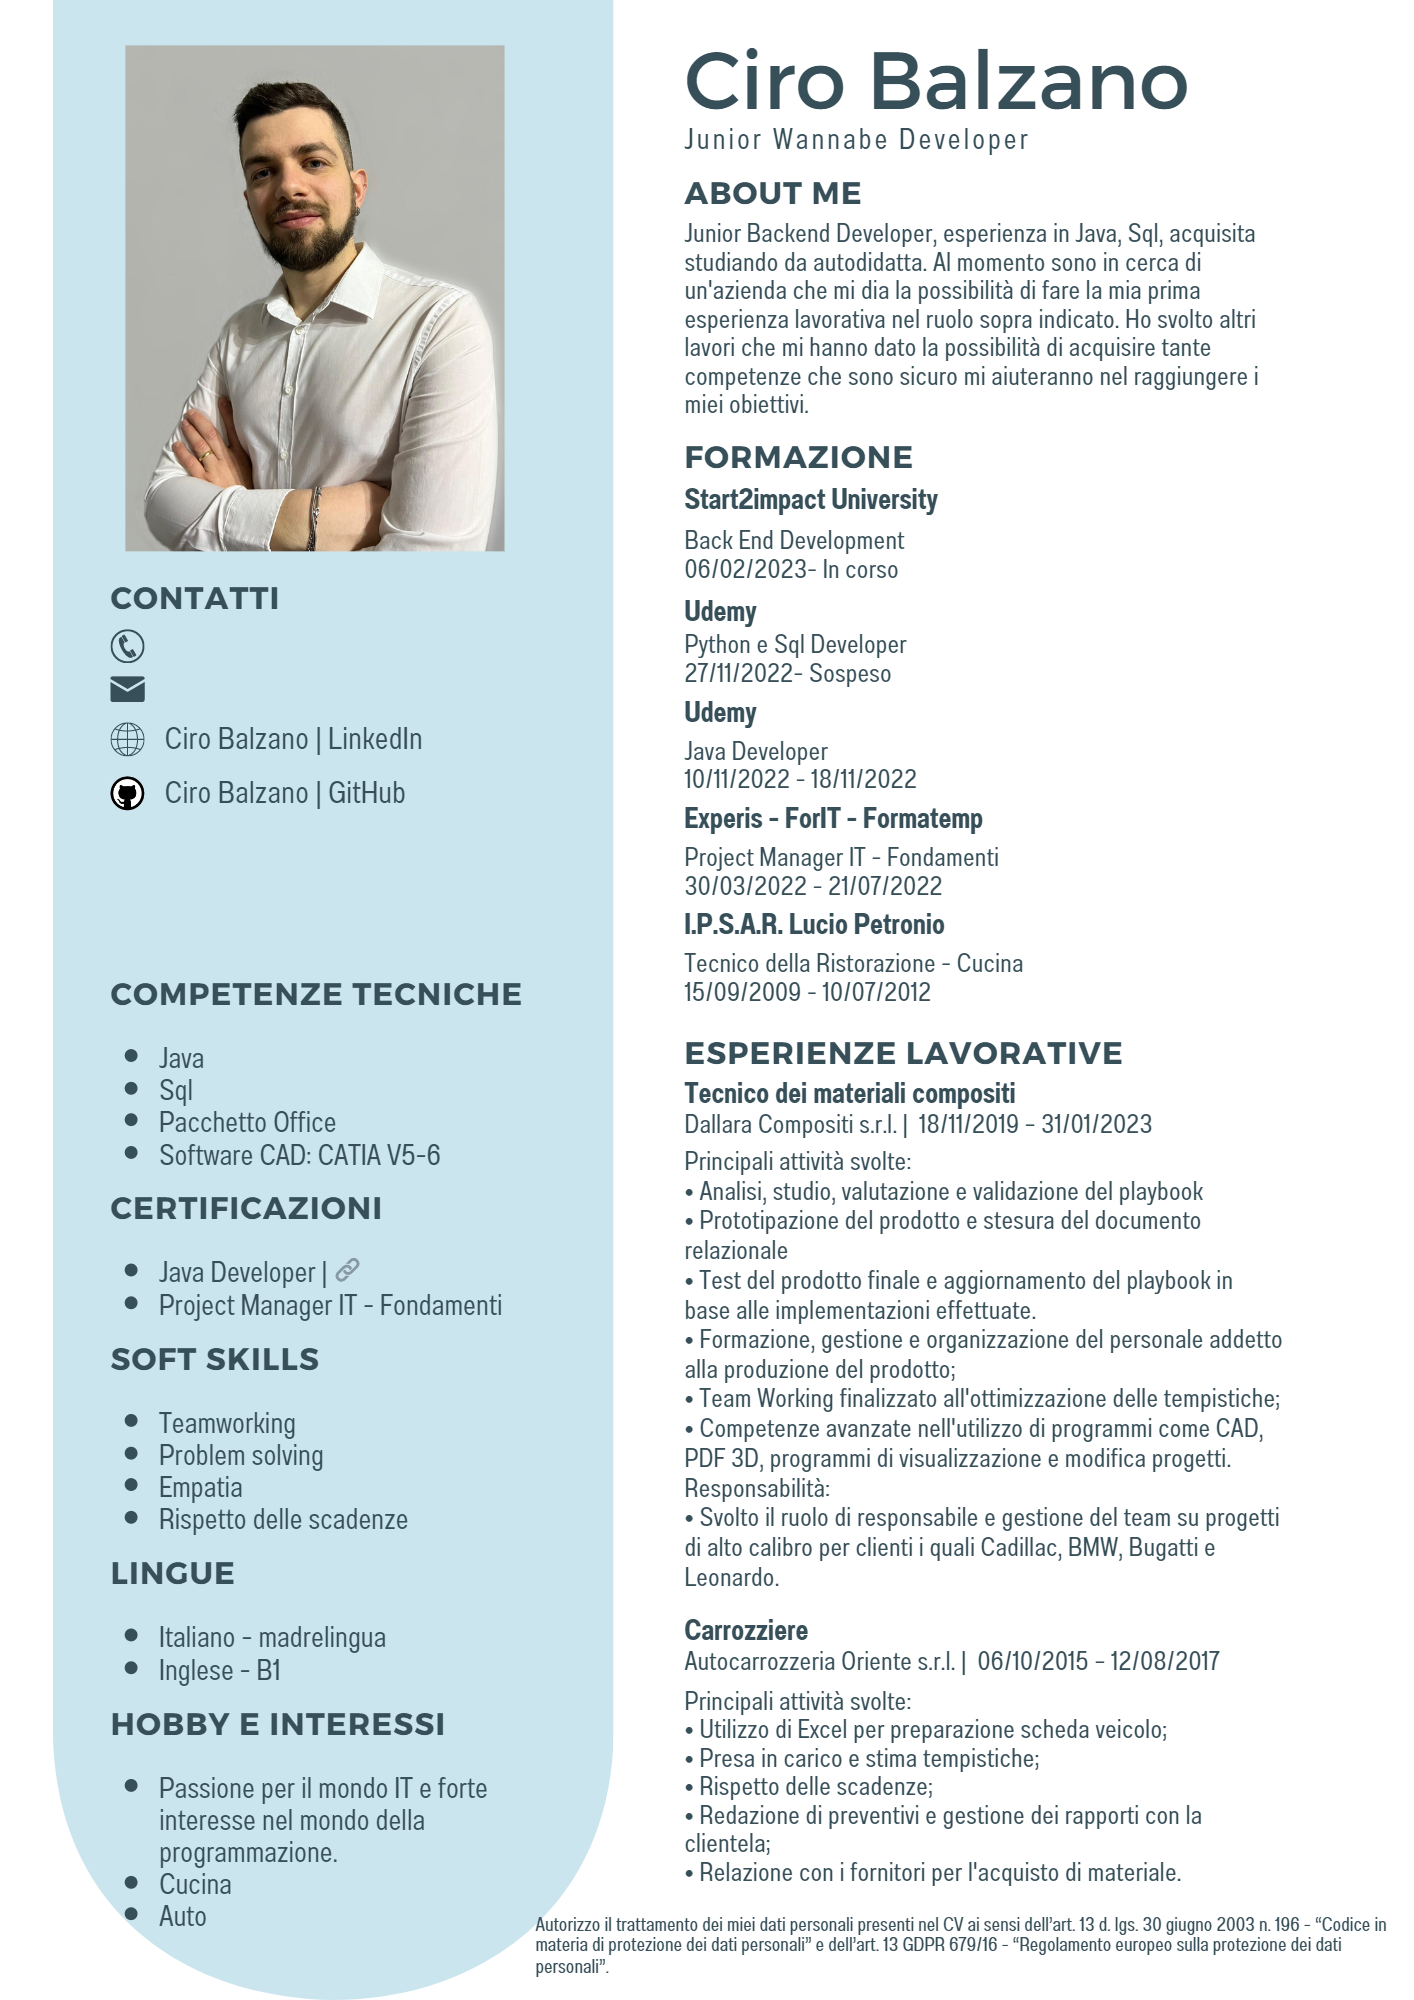 Ciro Balzano
Junior Wannabe Developer
ABOUT ME
Junior Backend Developer, esperienza in Java, Sql, acquisita
studiando da autodidatta. Al momento sono in cerca di
un'azienda che mi dia la possibilità di fare la mia prima
esperienza lavorativa nel ruolo sopra indicato. Ho svolto altri
lavori che mi hanno dato la possibilità di acquisire tante
competenze che sono sicuro mi aiuteranno nel raggiungere i
miei obiettivi.
FORMAZIONE
Start2impact University
Back End Development
06/02/2023- In corso
Udemy
Python e Sql Developer
27/11/2022- Sospeso
Udemy
Java Developer
10/11/2022 - 18/11/2022
Experis - ForIT - Formatemp
Project Manager IT - Fondamenti
30/03/2022 - 21/07/2022
I.P.S.A.R. Lucio Petronio
Tecnico della Ristorazione - Cucina
15/09/2009 - 10/07/2012
ESPERIENZE LAVORATIVE
Tecnico dei materiali compositi
Dallara Compositi s.r.l. | 18/11/2019 – 31/01/2023
Principali attività svolte:
• Analisi, studio, valutazione e validazione del playbook
• Prototipazione del prodotto e stesura del documento
relazionale
• Test del prodotto finale e aggiornamento del playbook in
base alle implementazioni effettuate.
• Formazione, gestione e organizzazione del personale addetto
alla produzione del prodotto;
• Team Working finalizzato all'ottimizzazione delle tempistiche;
• Competenze avanzate nell'utilizzo di programmi come CAD,
PDF 3D, programmi di visualizzazione e modifica progetti.
Responsabilità:
• Svolto il ruolo di responsabile e gestione del team su progetti
di alto calibro per clienti i quali Cadillac, BMW, Bugatti e
Leonardo.
Carrozziere
Autocarrozzeria Oriente s.r.l. | 06/10/2015 – 12/08/2017
Principali attività svolte:
• Utilizzo di Excel per preparazione scheda veicolo;
• Presa in carico e stima tempistiche;
• Rispetto delle scadenze;
• Redazione di preventivi e gestione dei rapporti con la
clientela;
• Relazione con i fornitori per l'acquisto di materiale.
CONTATTI
Ciro Balzano | LinkedIn
Ciro Balzano | GitHub
COMPETENZE TECNICHE
• Java
• Sql
• Pacchetto Office
• Software CAD: CATIA V5-6
CERTIFICAZIONI
• Java Developer |
• Project Manager IT - Fondamenti
SOFT SKILLS
• Teamworking
• Problem solving
• Empatia
• Rispetto delle scadenze
LINGUE
• Italiano - madrelingua
• Inglese - B1
HOBBY E INTERESSI
• Passione per il mondo IT e forte
interesse nel mondo della
programmazione.
• Cucina
• Auto
Autorizzo il trattamento dei miei dati personali presenti nel CV ai sensi dell’art. 13 d. lgs. 30 giugno 2003 n. 196 - “Codice in
materia di protezione dei dati personali” e dell’art. 13 GDPR 679/16 - “Regolamento europeo sulla protezione dei dati
personali”.